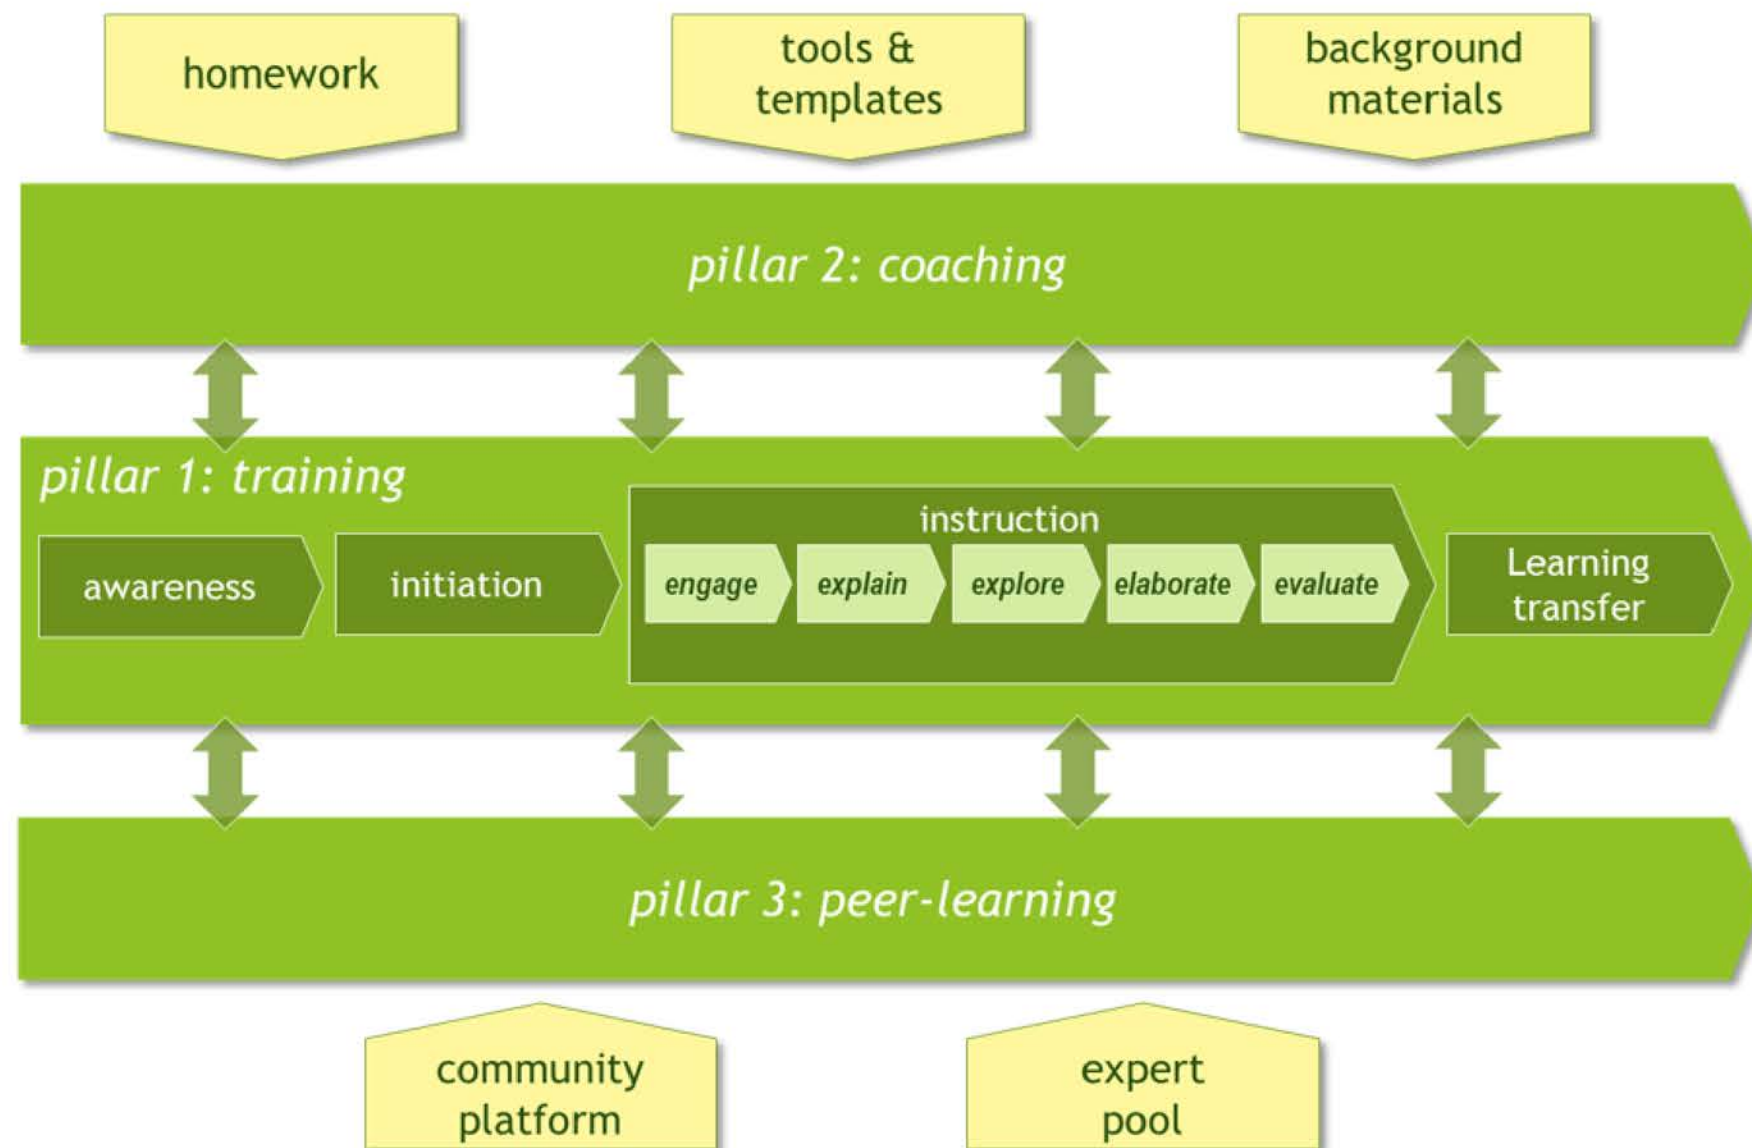 homework
tools &
templates
background
materials
pillar 2: coaching
pillar 1: training
awareness
initiation
instruction
engage
explain
explore
elaborate
evaluate
Learning
transfer
pillar 3: peer-learning
community
platform
expert
pool